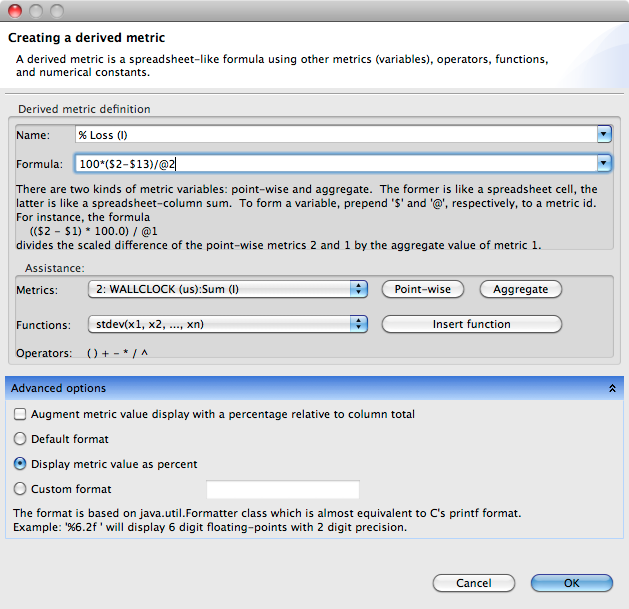 Creating a derived metric
A derived metric is a spreadsheet-like formula using other metrics (variables), operators, functions,
and numerical constants.
Derived metric definition
Name: % Loss (I)
Formula: 100*($2-$13)/@2
There are two kinds of metric variables: point-wise and aggregate. The former is like a spreadsheet cell, the
latter is like a spreadsheet-column sum. To form a variable, prepend '$' and '@', respectively, to a metric id.
For instance, the formula
(($2 - $1) * 100.0) / @1
divides the scaled difference of the point-wise metrics 2 and 1 by the aggregate value of metric 1.
Assistance:
Metrics: 2: WALLCLOCK (us):Sum (I) Point-wise Aggregate
Functions: stdev(x1, x2, ..., xn) Insert function
Operators: ( ) + - * / ^
Advanced options
Augment metric value display with a percentage relative to column total
Default format
Display metric value as percent
Custom format
The format is based on java.util.Formatter class which is almost equivalent to C's printf format.
Example: '%6.2f ' will display 6 digit floating-points with 2 digit precision.
Cancel OK